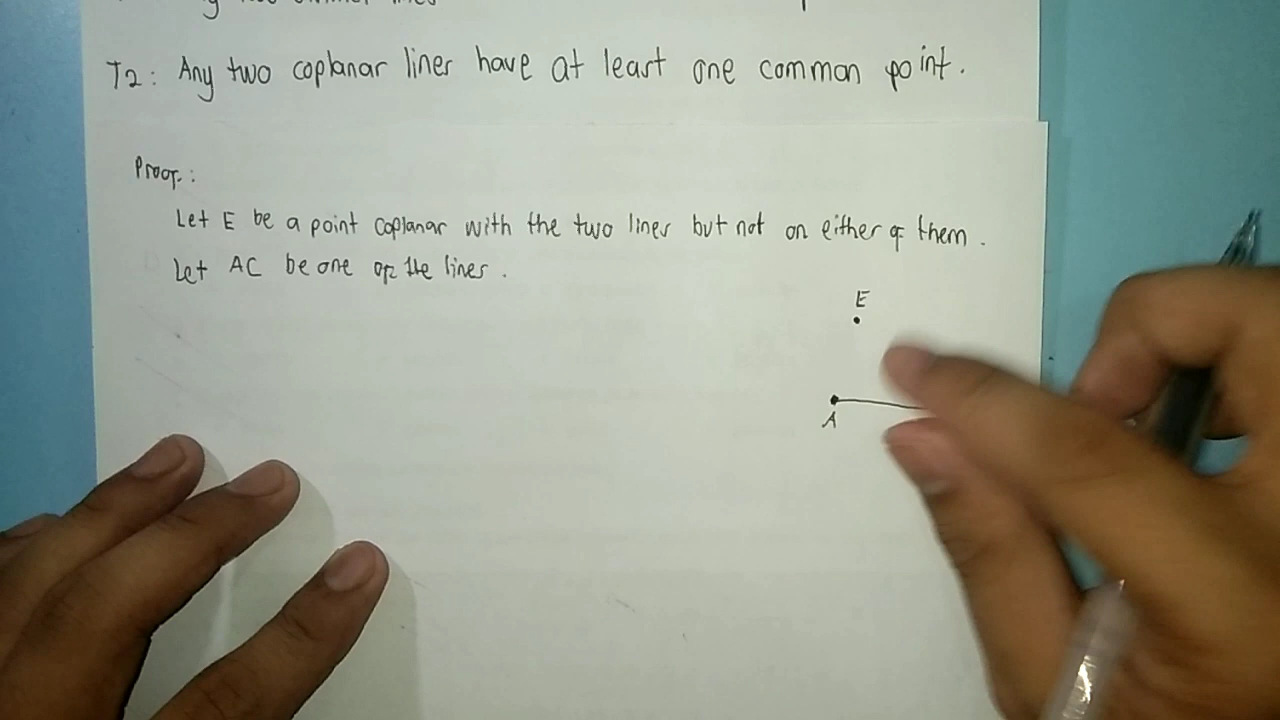 T2: Any two coplanar lines have at least one common point.
Proof:
Let E be a point coplanar with the two lines but not on either of them.
Let AC be one of the lines.
E
A